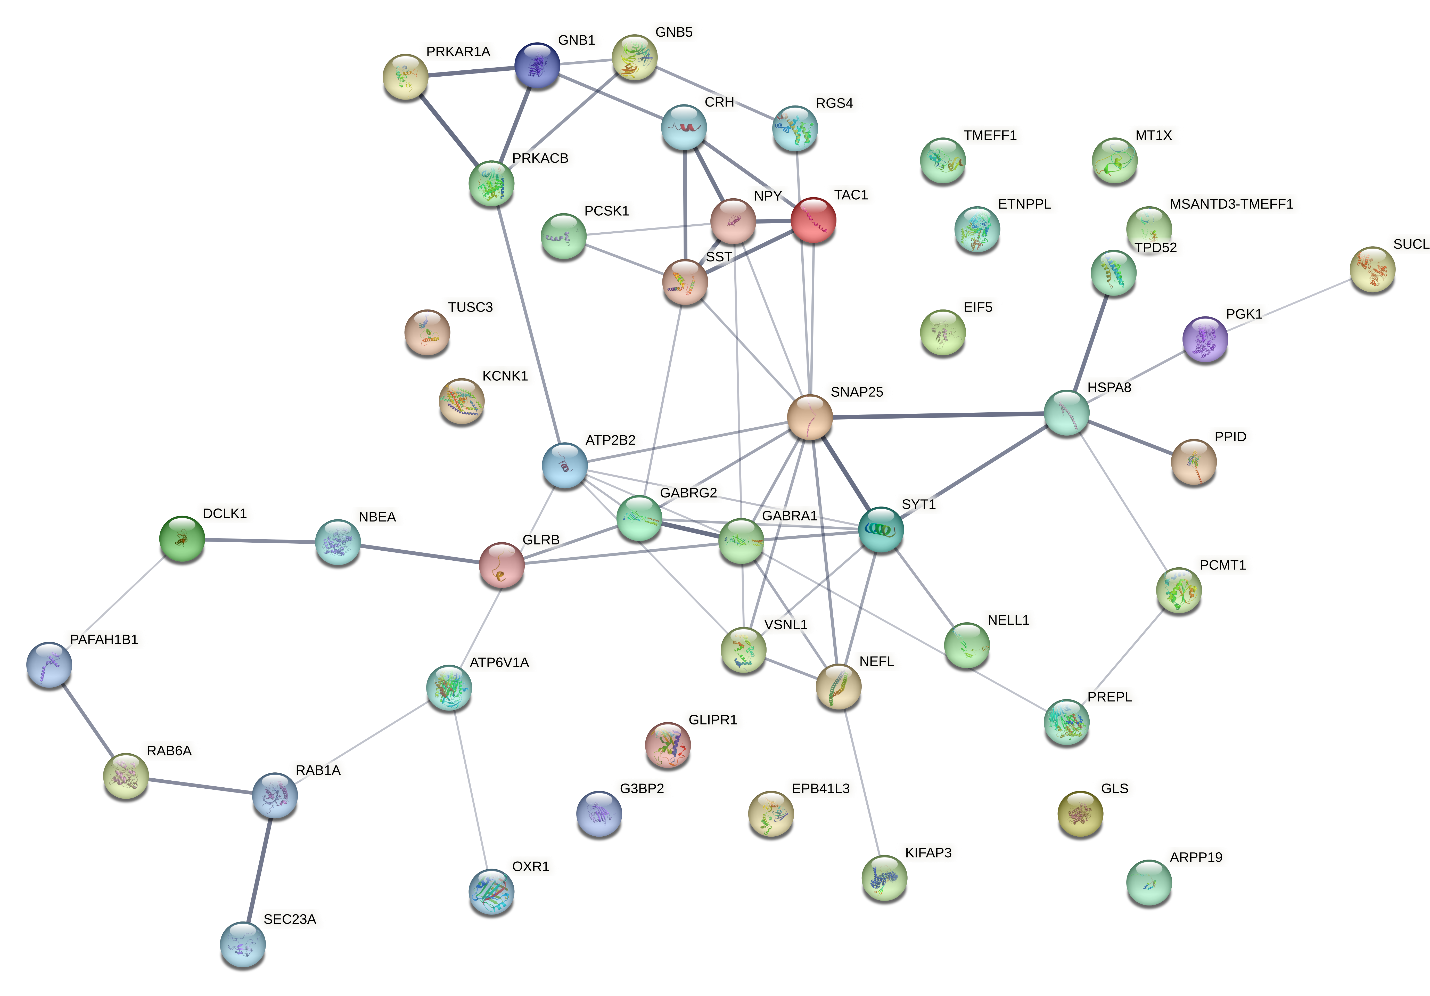 GNB5
GNB1
PRKAR1A
CRH
RGS4
TMEFF1
MT1X
PRKACB
NPY
TAC1
PCSK1
ETNPPL
MSANTD3-TMEFF1
TPD52
SUCL
SST
TUSC3
EIF5
PGK1
KCNK1
SNAP25
HSPA8
ATP2B2
PPID
GABRG2
SYT1
DCLK1
NBEA
GABRA1
GLRB
PCMT1
PAFAH1B1
VSNL1
NELL1
ATP6V1A
NEFL
PREPL
GLIPR1
RAB6A
RAB1A
G3BP2
EPB41L3
GLS
KIFAP3
ARPP19
OXR1
SEC23A